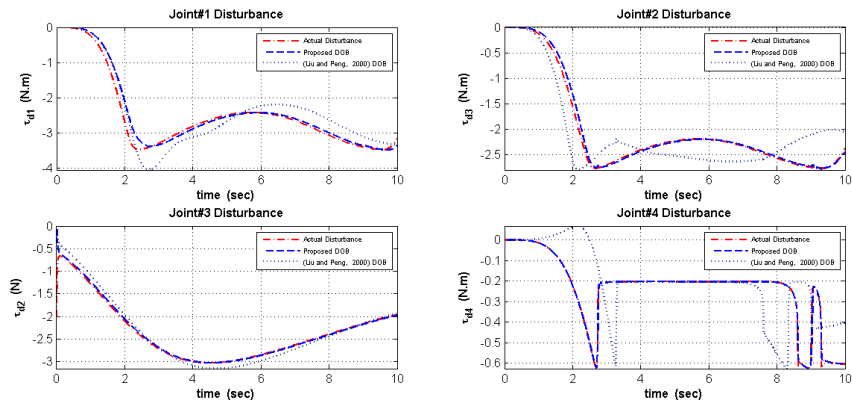 Joint#1 Disturbance
0
-1
-2
-3
-4
τd1 (N.m)
Actual Disturbance
Proposed DOB
(Liu and Peng, 2000) DOB
0 2 4 6 8 10
time (sec)
Joint#2 Disturbance
0
-0.5
-1
-1.5
-2
-2.5
τd3 (N.m)
Actual Disturbance
Proposed DOB
(Liu and Peng, 2000) DOB
0 2 4 6 8 10
time (sec)
Joint#3 Disturbance
0
-0.5
-1
-1.5
-2
-2.5
-3
τd2 (N)
Actual Disturbance
Proposed DOB
(Liu and Peng, 2000) DOB
0 2 4 6 8 10
time (sec)
Joint#4 Disturbance
0
-0.1
-0.2
-0.3
-0.4
-0.5
-0.6
τd4 (N.m)
Actual Disturbance
Proposed DOB
(Liu and Peng, 2000) DOB
0 2 4 6 8 10
time (sec)